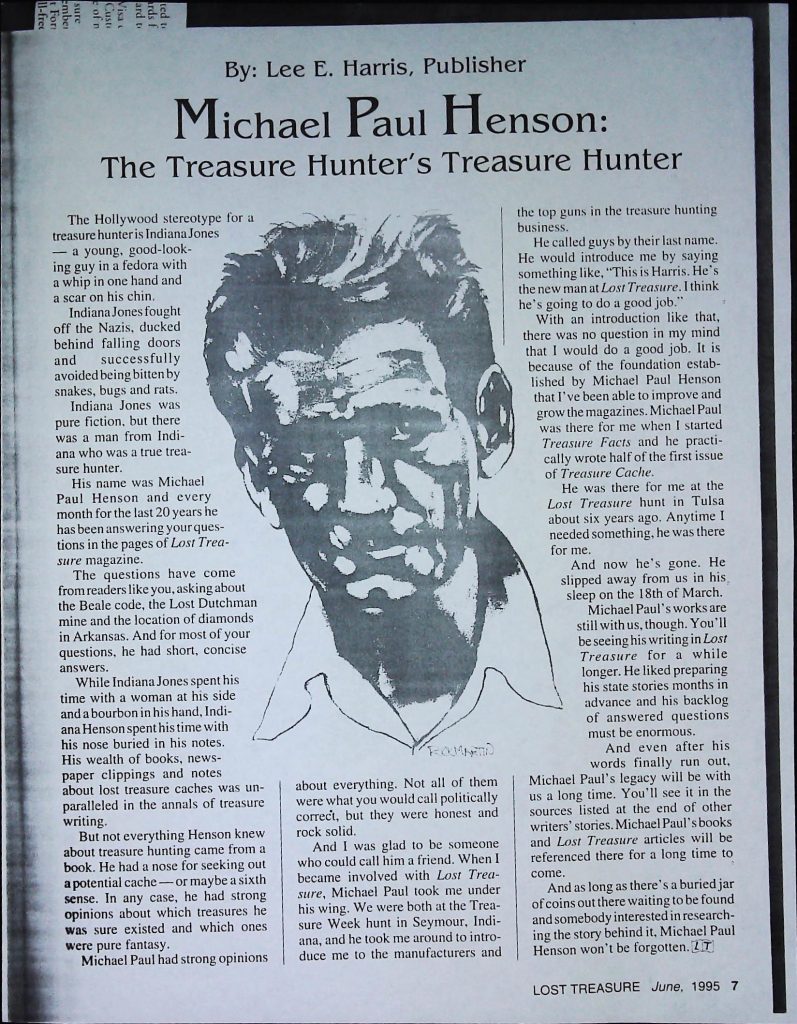 By: Lee E. Harris, Publisher
Michael Paul Henson:
The Treasure Hunter's Treasure Hunter
The Hollywood stereotype for a
treasure hunter is Indiana Jones
— a young, good-look-
ing guy in a fedora with
a whip in one hand and
a scar on his chin.
Indiana Jones fought
off the Nazis, ducked
behind falling doors
and successfully
avoided being bitten by
snakes, bugs and rats.
Indiana Jones was
pure fiction, but there
was a man from Indi-
ana who was a true trea-
sure hunter.
His name was Michael
Paul Henson and every
month for the last 20 years he
has been answering your ques-
tions in the pages of Lost Trea-
sure magazine.
The questions have come
from readers like you, asking about
the Beale code, the Lost Dutchman
mine and the location of diamonds
in Arkansas. And for most of your
questions, he had short, concise
answers.
While Indiana Jones spent his
time with a woman at his side
and a bourbon in his hand, Indi-
ana Henson spent his time with
his nose buried in his notes.
His wealth of books, news-
paper clippings and notes
about lost treasure caches was un-
paralleled in the annals of treasure
writing.
But not everything Henson knew
about treasure hunting came from a
book. He had a nose for seeking out
a potential cache — or maybe a sixth
sense. In any case, he had strong
opinions about which treasures he
was sure existed and which ones
were pure fantasy.
Michael Paul had strong opinions
about everything. Not all of them
were what you would call politically
correct, but they were honest and
rock solid.
And I was glad to be someone
who could call him a friend. When I
became involved with Lost Trea-
sure, Michael Paul took me under
his wing. We were both at the Trea-
sure Week hunt in Seymour, Indi-
ana, and he took me around to intro-
duce me to the manufacturers and
the top guns in the treasure hunting
business.
He called guys by their last name.
He would introduce me by saying
something like, "This is Harris. He's
the new man at Lost Treasure. I think
he's going to do a good job."
With an introduction like that,
there was no question in my mind
that I would do a good job. It is
because of the foundation estab-
lished by Michael Paul Henson
that I've been able to improve and
grow the magazines. Michael Paul
was there for me when I started
Treasure Facts and he practi-
cally wrote half of the first issue
of Treasure Cache.
He was there for me at the
Lost Treasure hunt in Tulsa
about six years ago. Anytime I
needed something, he was there
for me.
And now he's gone. He
slipped away from us in his
sleep on the 18th of March.
Michael Paul's works are
still with us, though. You'll
be seeing his writing in Lost
Treasure for a while
longer. He liked preparing
his state stories months in
advance and his backlog
of answered questions
must be enormous.
And even after his
words finally run out,
Michael Paul's legacy will be with
us a long time. You'll see it in the
sources listed at the end of other
writers' stories. Michael Paul's books
and Lost Treasure articles will be
referenced there for a long time to
come.
And as long as there's a buried jar
of coins out there waiting to be found
and somebody interested in research-
ing the story behind it, Michael Paul
Henson won't be forgotten. LT
LOST TREASURE June, 1995 7